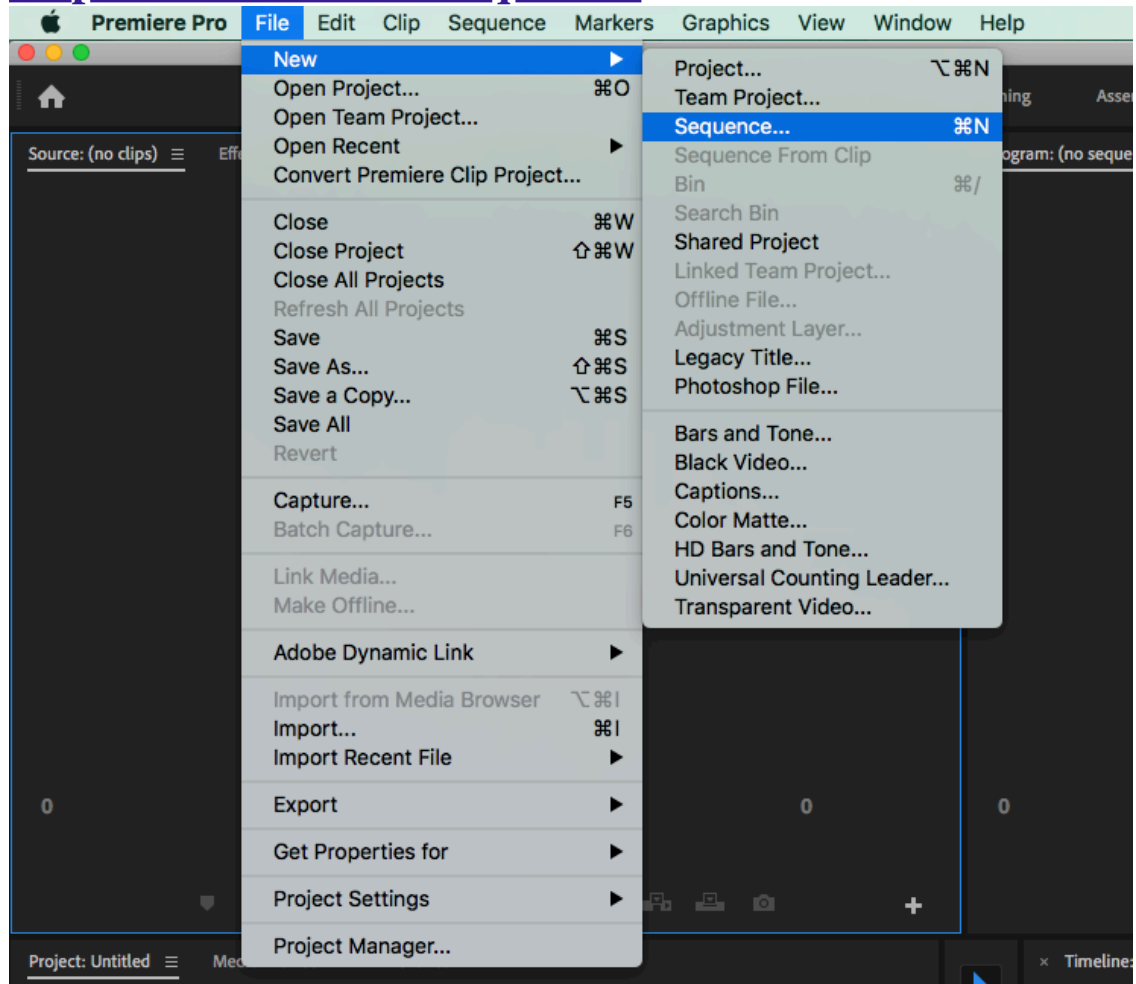 Premiere Pro File Edit Clip Sequence Markers Graphics View Window Help
New ▶
Open Project... ⌘O
Open Team Project...
Open Recent ▶
Convert Premiere Clip Project...
Close ⌘W
Close Project ⇧⌘W
Close All Projects
Refresh All Projects
Save ⌘S
Save As... ⇧⌘S
Save a Copy... ⌥⌘S
Save All
Revert
Capture... F5
Batch Capture... F6
Link Media...
Make Offline...
Adobe Dynamic Link ▶
Import from Media Browser ⌥⌘I
Import... ⌘I
Import Recent File ▶
Export ▶
Get Properties for ▶
Project Settings ▶
Project Manager...
Project... ⌥⌘N
Team Project...
Sequence... ⌘N
Sequence From Clip
Bin ⌘/
Search Bin
Shared Project
Linked Team Project...
Offline File...
Adjustment Layer...
Legacy Title...
Photoshop File...
Bars and Tone...
Black Video...
Captions...
Color Matte...
HD Bars and Tone...
Universal Counting Leader...
Transparent Video...
Source: (no clips)
(no seque
0 0 0
Project: Untitled
Timeline: